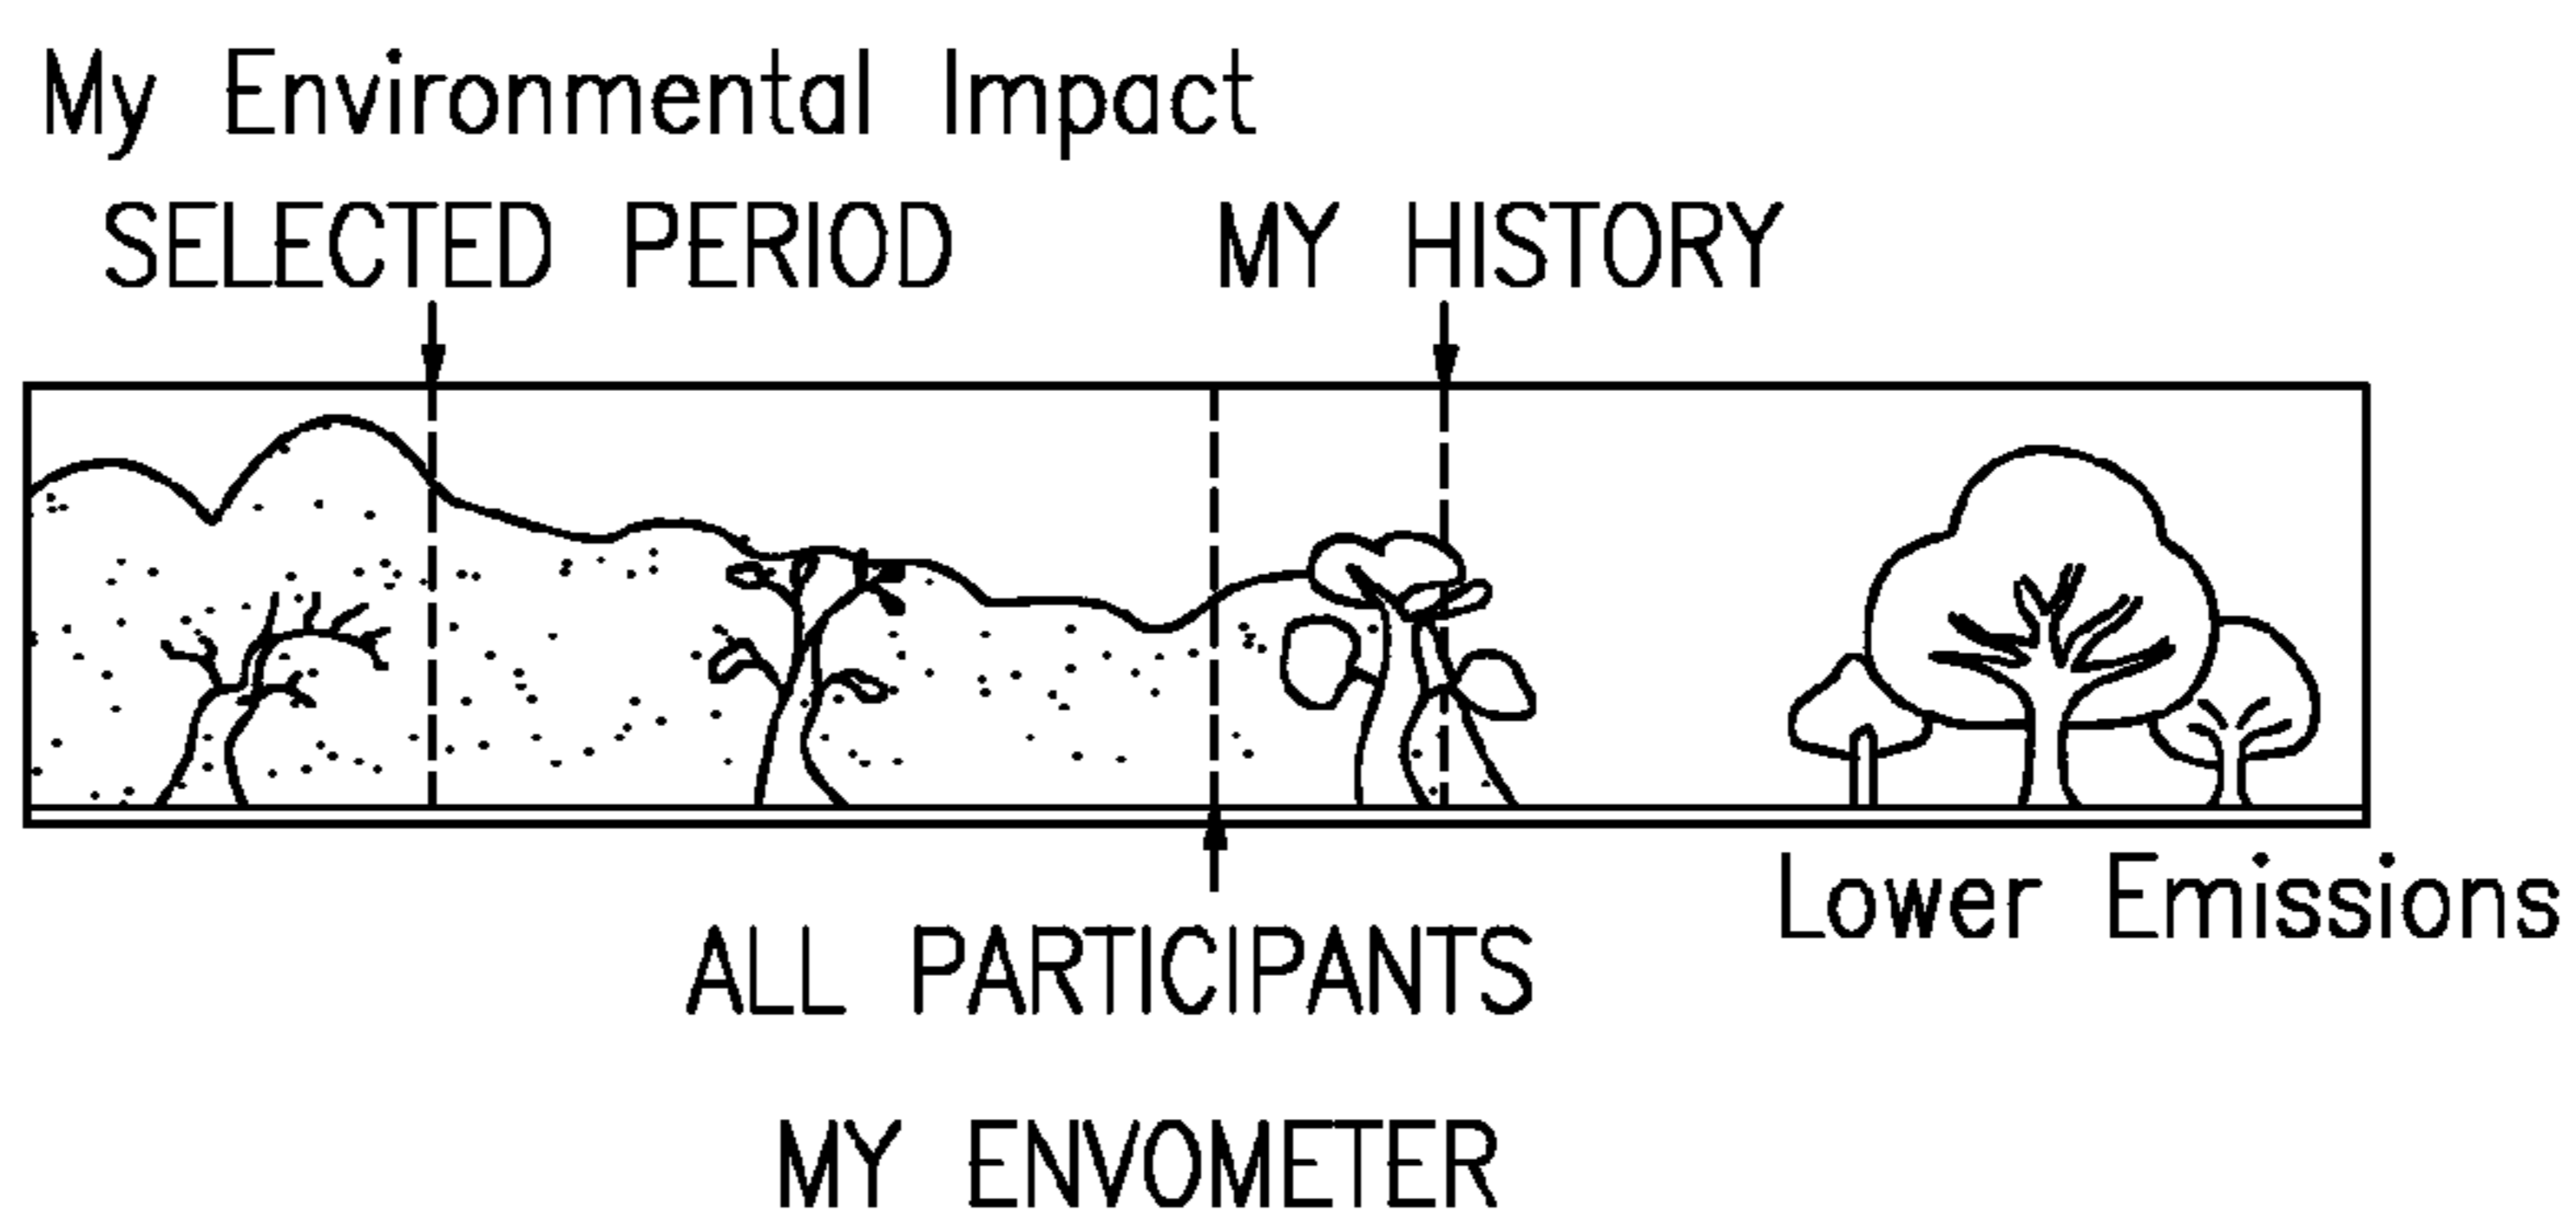 My Environmental Impact
SELECTED PERIOD MY HISTORY
Lower Emissions
ALL PARTICIPANTS
MY ENVOMETER